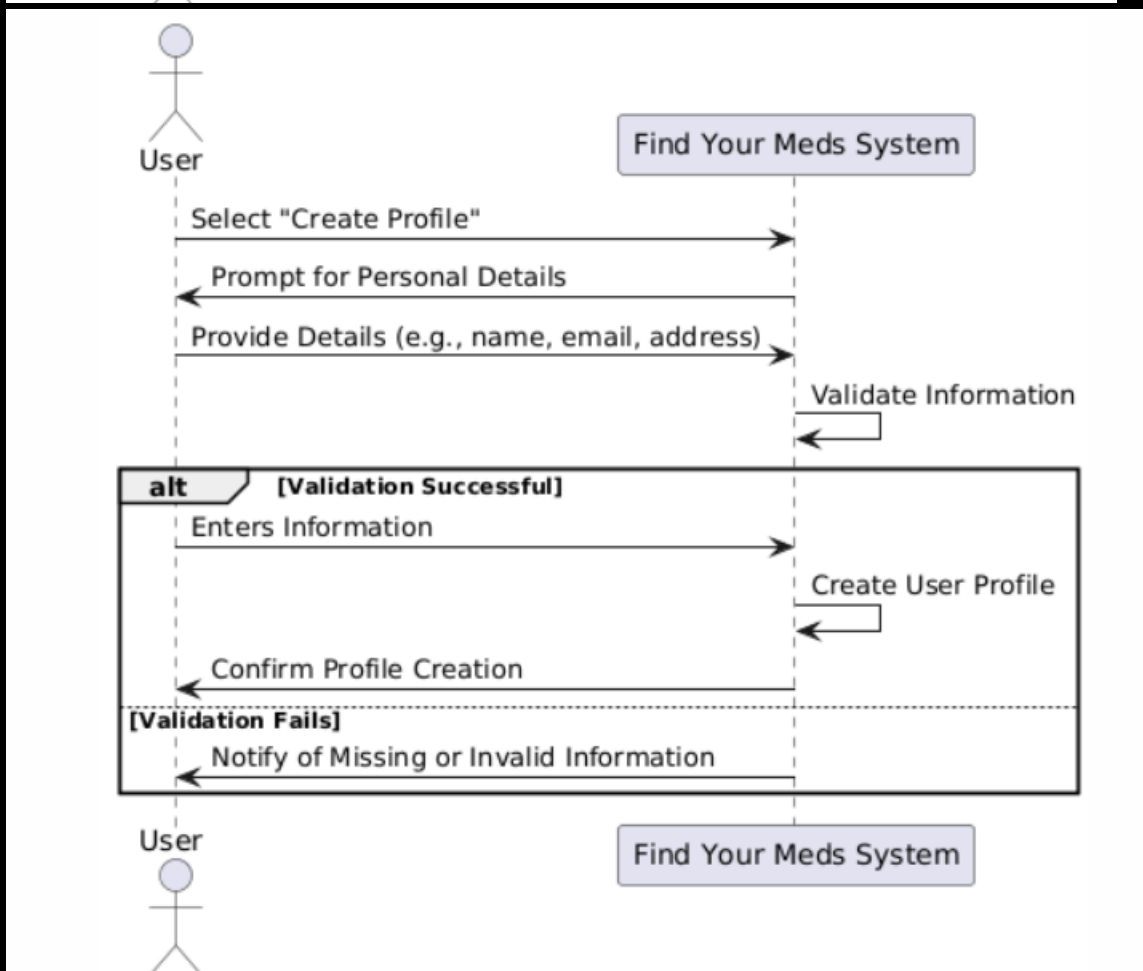 User
Find Your Meds System
Select "Create Profile"
Prompt for Personal Details
Provide Details (e.g., name, email, address)
Validate Information
alt [Validation Successful]
Enters Information
Create User Profile
Confirm Profile Creation
[Validation Fails]
Notify of Missing or Invalid Information
User
Find Your Meds System